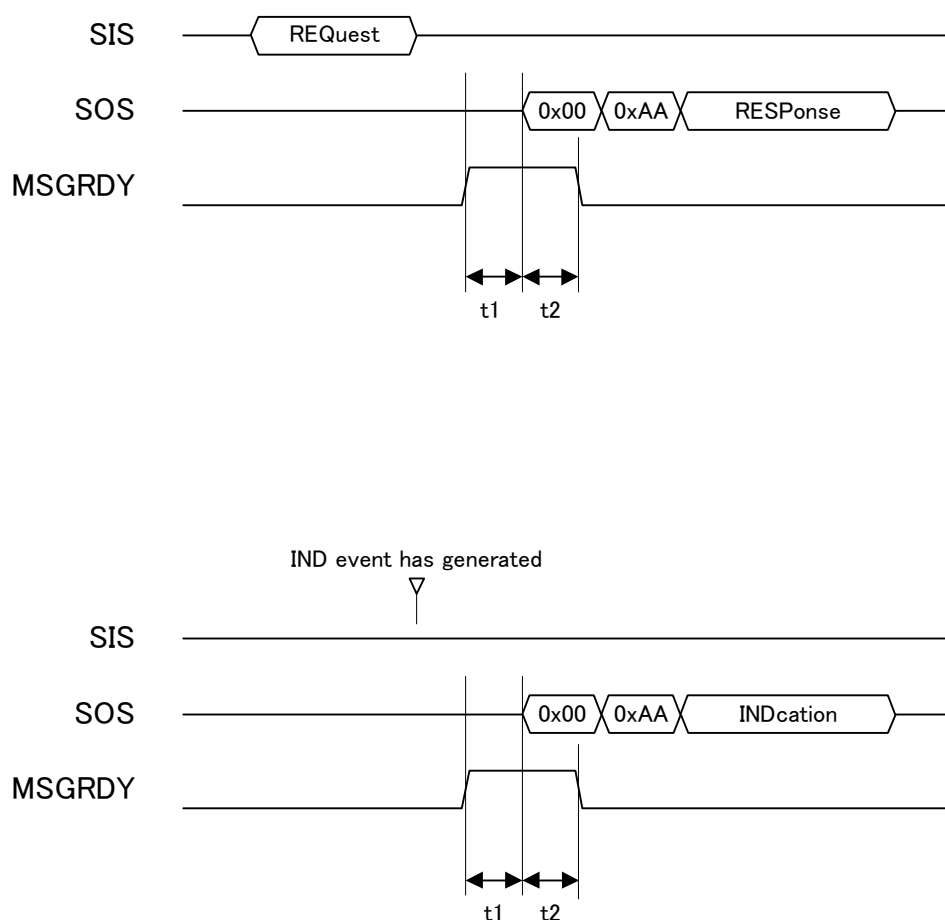 SIS REQuest
SOS 0x00 0xAA RESPonse
MSGRDY
t1 t2
IND event has generated
SIS
SOS 0x00 0xAA INDcation
MSGRDY
t1 t2